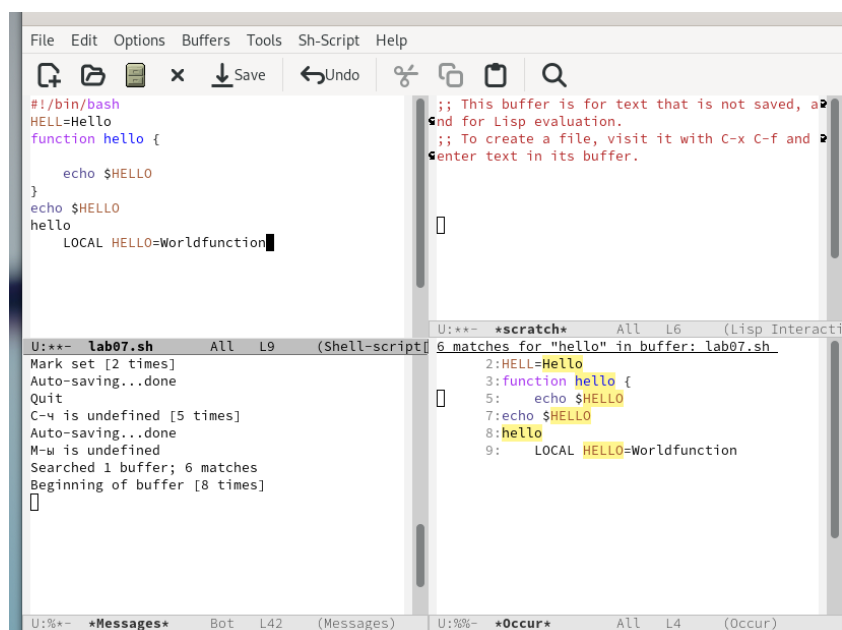 File Edit Options Buffers Tools Sh-Script Help
Save Undo
#!/bin/bash
HELL=Hello
function hello {
    echo $HELLO
}
echo $HELLO
hello
    LOCAL HELLO=Worldfunction
U:**-  lab07.sh       All   L9     (Shell-script[
;; This buffer is for text that is not saved, a
nd for Lisp evaluation.
;; To create a file, visit it with C-x C-f and
enter text in its buffer.
U:**-  *scratch*      All   L6     (Lisp Interacti
Mark set [2 times]
Auto-saving...done
Quit
C-ч is undefined [5 times]
Auto-saving...done
M-ы is undefined
Searched 1 buffer; 6 matches
Beginning of buffer [8 times]
U:%*-  *Messages*     Bot   L42    (Messages)
6 matches for "hello" in buffer: lab07.sh
      2:HELL=Hello
      3:function hello {
      5:    echo $HELLO
      7:echo $HELLO
      8:hello
      9:    LOCAL HELLO=Worldfunction
U:%%-  *Occur*        All   L4     (Occur)